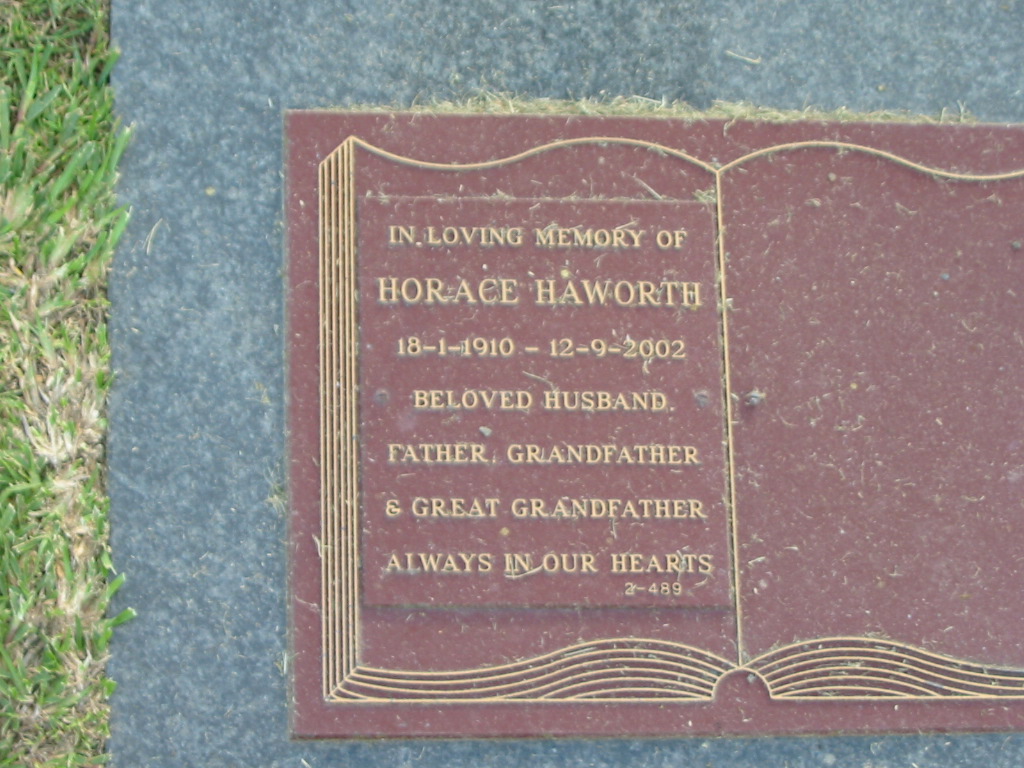 IN LOVING MEMORY OF
HORACE HAWORTH
18-1-1910 - 12-9-2002
BELOVED HUSBAND,
FATHER, GRANDFATHER
& GREAT GRANDFATHER
ALWAYS IN OUR HEARTS
2-489